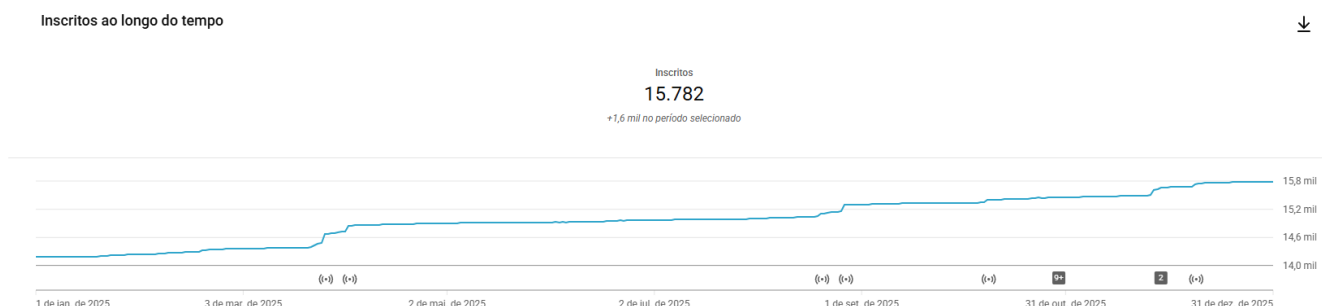 Inscritos ao longo do tempo
Inscritos
15.782
+1,6 mil no período selecionado
15,8 mil
15,2 mil
14,6 mil
14,0 mil
9+
2
1 de jan. de 2025 3 de mar. de 2025 2 de mai. de 2025 2 de jul. de 2025 1 de set. de 2025 31 de out. de 2025 31 de dez. de 2025